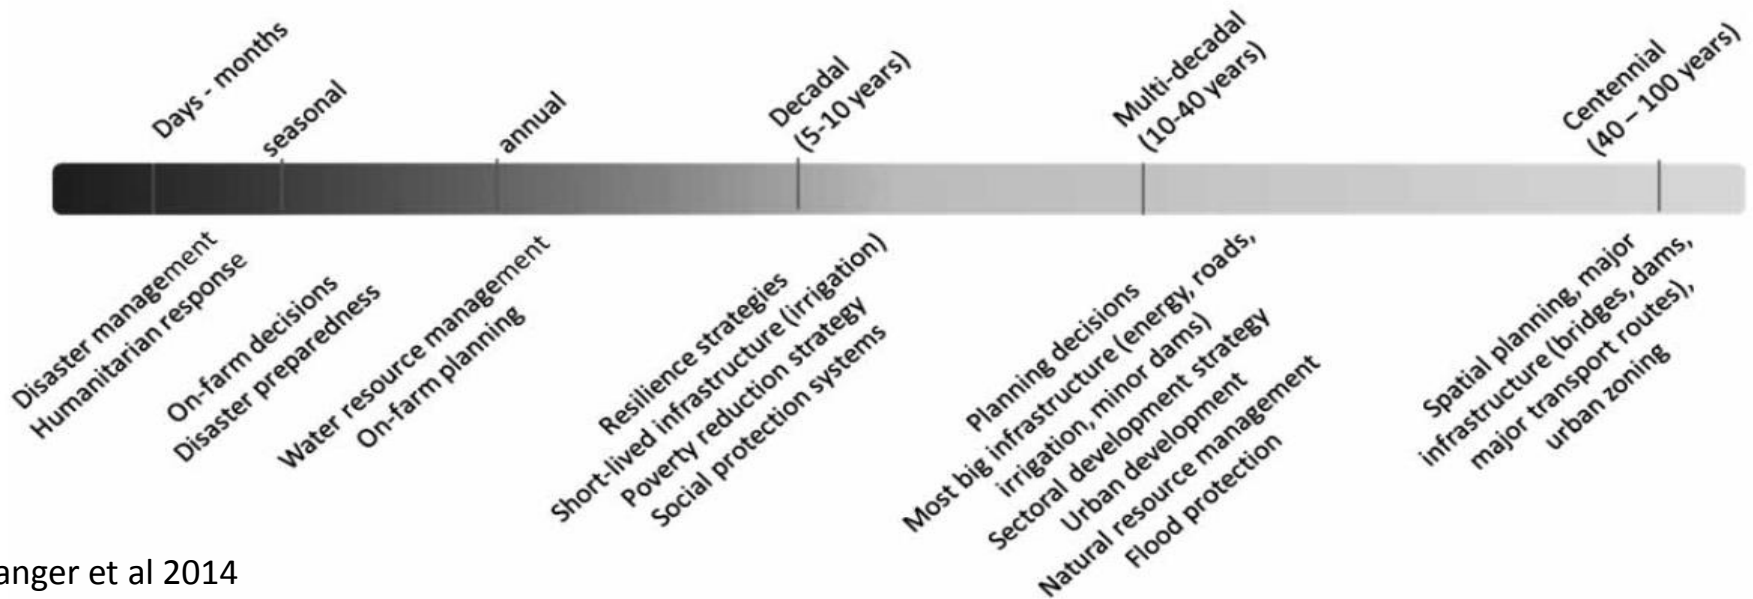 Days - months
seasonal
annual
Decadal
(5-10 years)
Multi-decadal
(10-40 years)
Centennial
(40 – 100 years)
Disaster management
Humanitarian response
On-farm decisions
Disaster preparedness
Water resource management
On-farm planning
Resilience strategies
Short-lived infrastructure (irrigation)
Poverty reduction strategy
Social protection systems
Planning decisions
Most big infrastructure (energy, roads,
irrigation, minor dams)
Sectoral development strategy
Urban development
Natural resource management
Flood protection
Spatial planning, major
infrastructure (bridges, dams,
major transport routes),
urban zoning
et al 2014